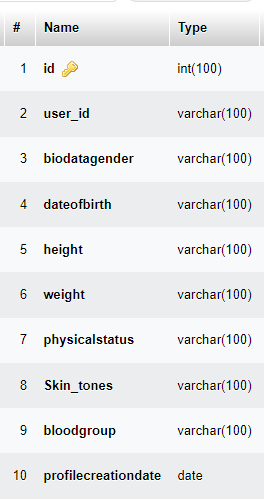 # Name Type
1 id int(100)
2 user_id varchar(100)
3 biodatagender varchar(100)
4 dateofbirth varchar(100)
5 height varchar(100)
6 weight varchar(100)
7 physicalstatus varchar(100)
8 Skin_tones varchar(100)
9 bloodgroup varchar(100)
10 profilecreationdate date